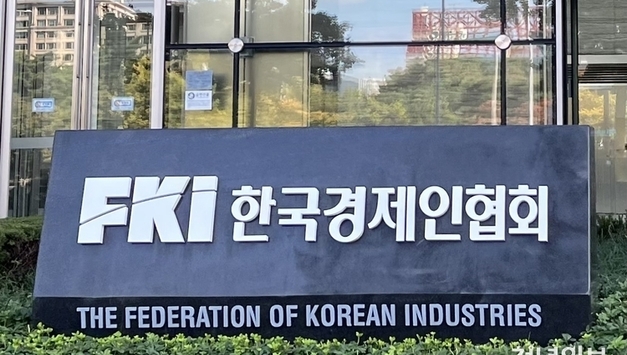 FKI 한국경제인협회
THE FEDERATION OF KOREAN INDUSTRIES